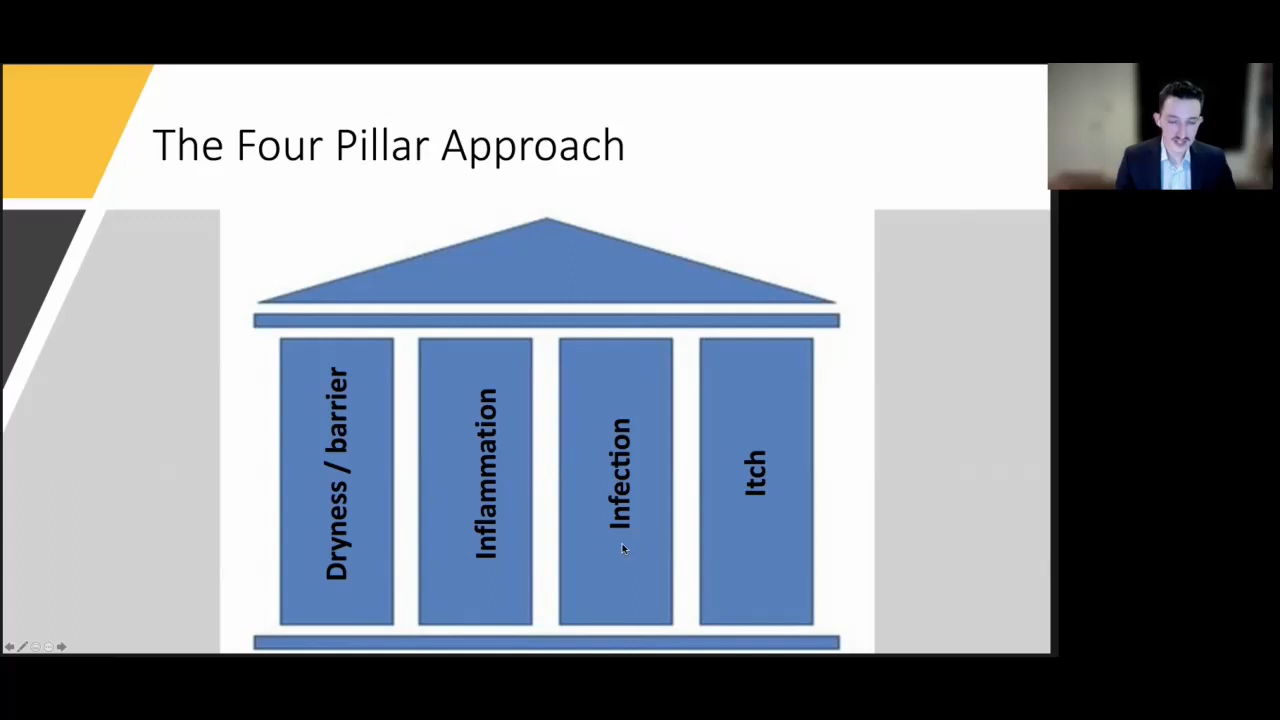 The Four Pillar Approach
Dryness / barrier
Inflammation
Infection
Itch